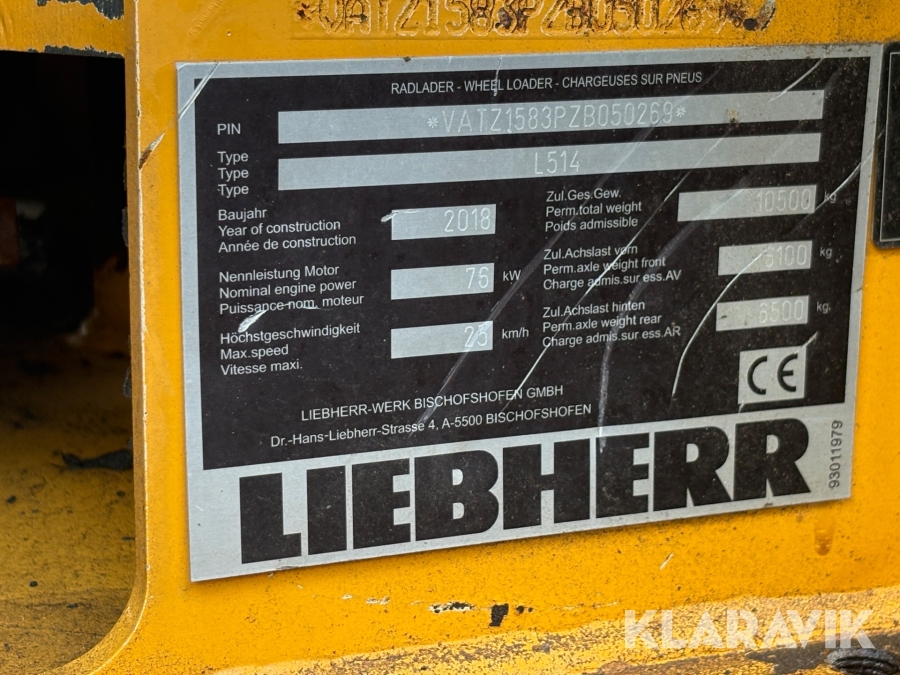 *VATZ1583PZB050269
RADLADER - WHEEL LOADER - CHARGEUSES SUR PNEUS
PIN *VATZ1583PZB050269*
Type
Type L514
Type
Baujahr
Year of construction 2018
Année de construction
Nennleistung Motor
Nominal engine power 76 kW
Puissance nom. moteur
Höchstgeschwindigkeit
Max.speed 25 km/h
Vitesse maxi.
Zul.Ges.Gew.
Perm.total weight 10500 kg
Poids admissible
Zul.Achslast vorn
Perm.axle weight front 6100 kg
Charge admis.sur ess.AV
Zul.Achslast hinten
Perm.axle weight rear 6500 kg.
Charge admis.sur ess.AR
CE
LIEBHERR-WERK BISCHOFSHOFEN GMBH
Dr.-Hans-Liebherr-Strasse 4, A-5500 BISCHOFSHOFEN
LIEBHERR
93011979
KLARAVIK